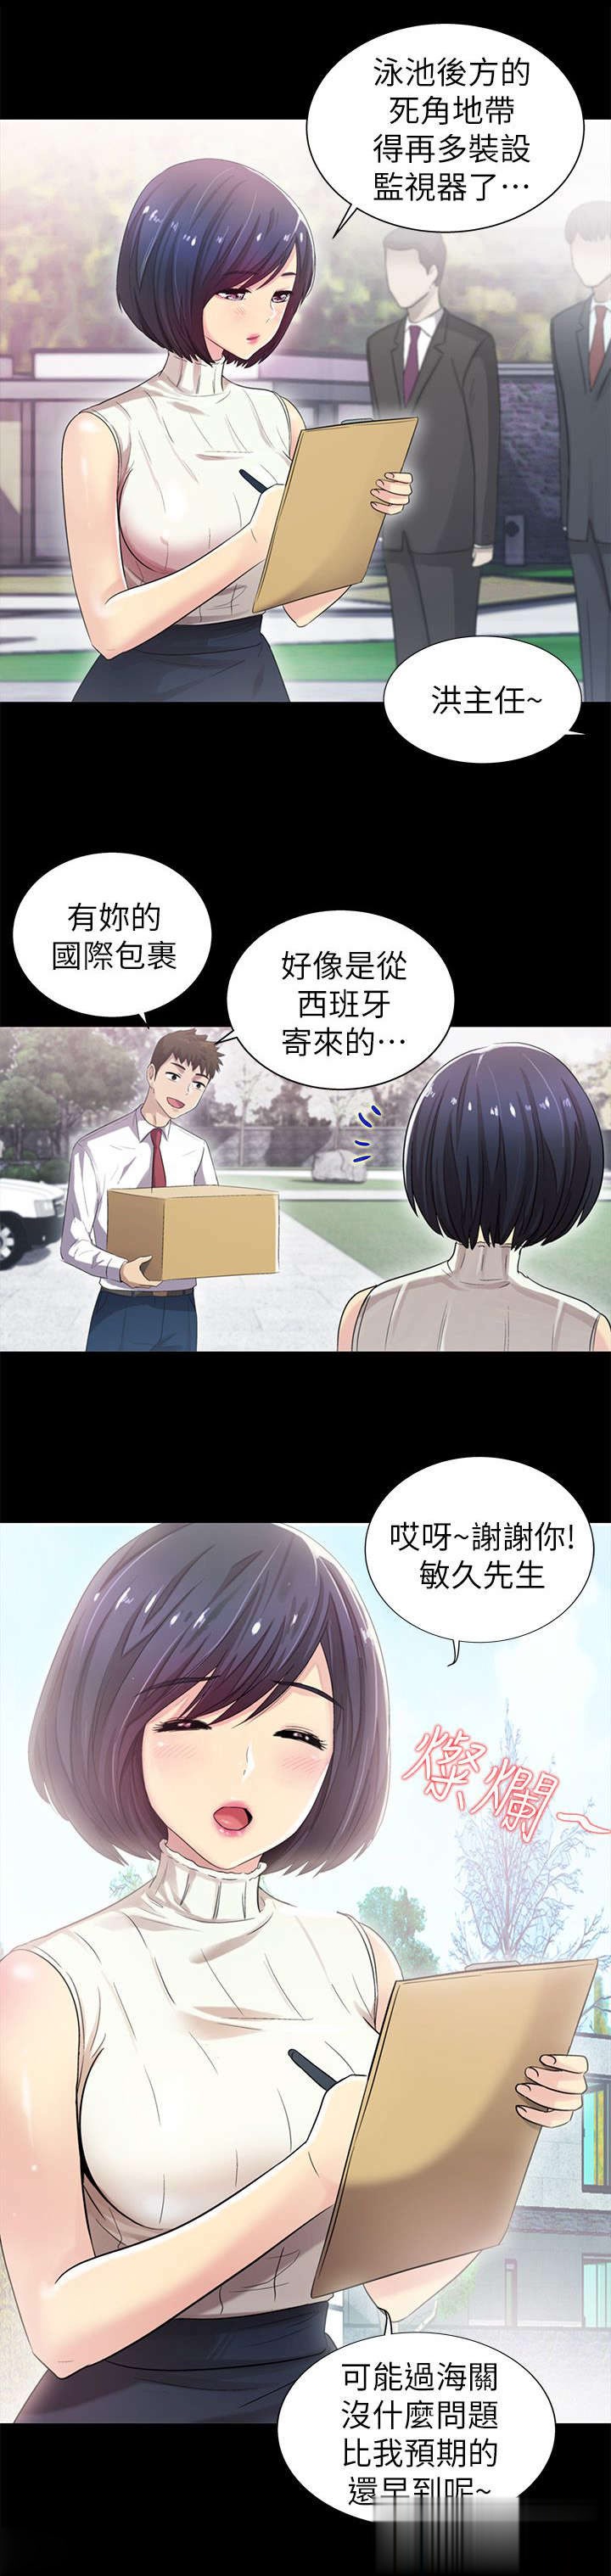 泳池後方的
死角地帶
得再多裝設
監視器了…
洪主任~
有妳的
國際包裹
好像是從
西班牙
寄來的…
哎呀~謝謝你!
敏久先生
燦爛~
可能過海關
沒什麼問題
比我預期的
還早到呢~